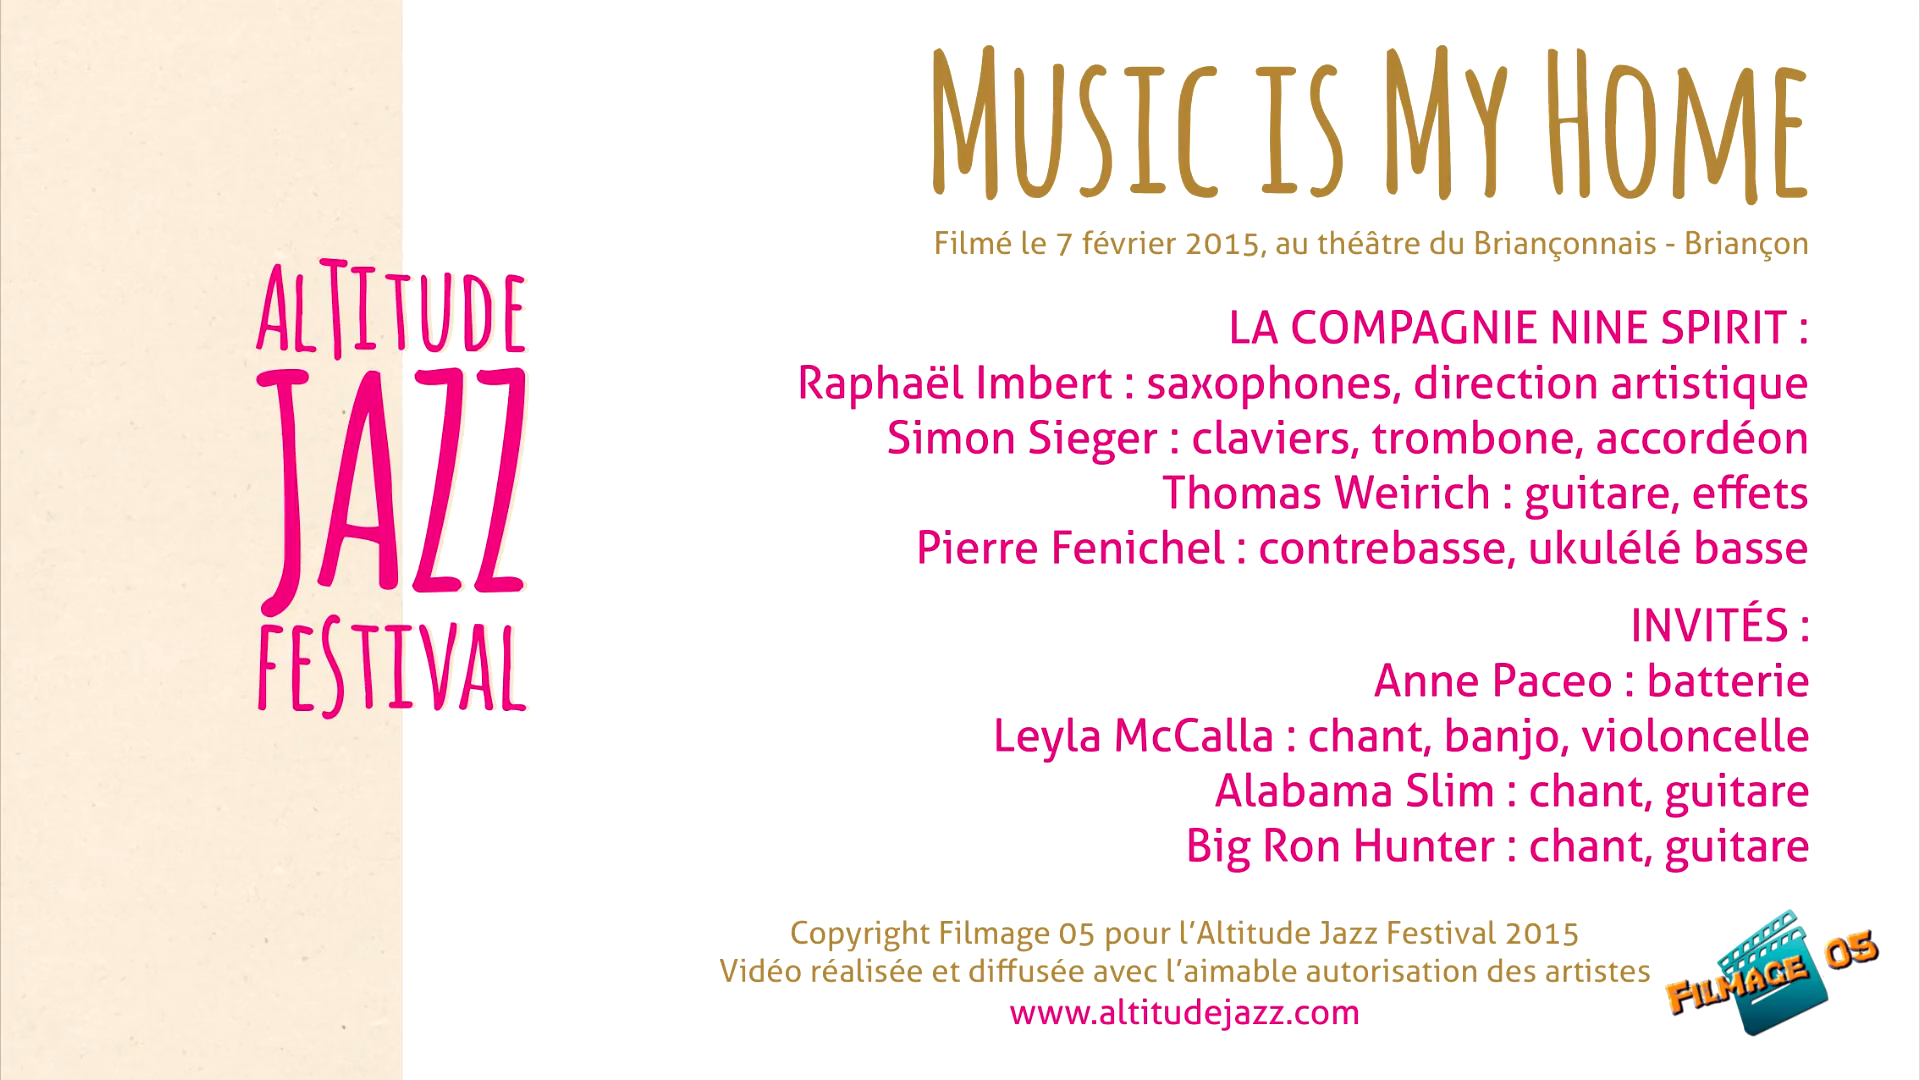 ALTITUDE
JAZZ
FESTIVAL
MUSIC IS MY HOME
Filmé le 7 février 2015, au théâtre du Briançonnais - Briançon
LA COMPAGNIE NINE SPIRIT :
Raphaël Imbert : saxophones, direction artistique
Simon Sieger : claviers, trombone, accordéon
Thomas Weirich : guitare, effets
Pierre Fenichel : contrebasse, ukulélé basse
INVITÉS :
Anne Paceo : batterie
Leyla McCalla : chant, banjo, violoncelle
Alabama Slim : chant, guitare
Big Ron Hunter : chant, guitare
Copyright Filmage 05 pour l'Altitude Jazz Festival 2015
Vidéo réalisée et diffusée avec l'aimable autorisation des artistes
www.altitudejazz.com
FILMAGE 05